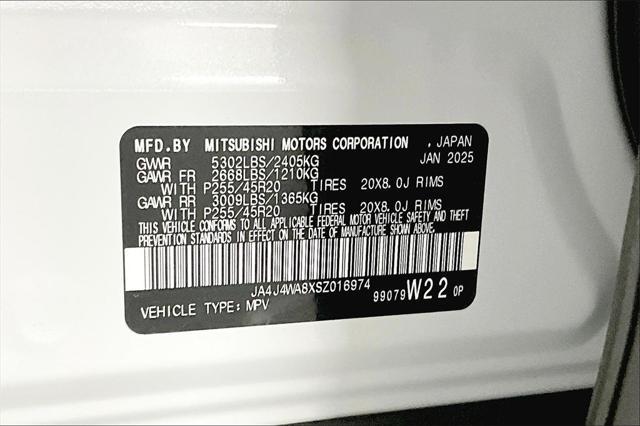 MFD.BY MITSUBISHI MOTORS CORPORATION , JAPAN
GVWR 5302LBS/2405KG JAN 2025
GAWR FR 2668LBS/1210KG
WITH P255/45R20 TIRES 20X8.0J RIMS
GAWR RR 3009LBS/1365KG
WITH P255/45R20 TIRES 20X8.0J RIMS
THIS VEHICLE CONFORMS TO ALL APPLICABLE FEDERAL MOTOR VEHICLE SAFETY AND THEFT
PREVENTION STANDARDS IN EFFECT ON THE DATE OF MANUFACTURE SHOWN ABOVE.
JA4J4WA8XSZ016974
VEHICLE TYPE: MPV 99079 W22 0P